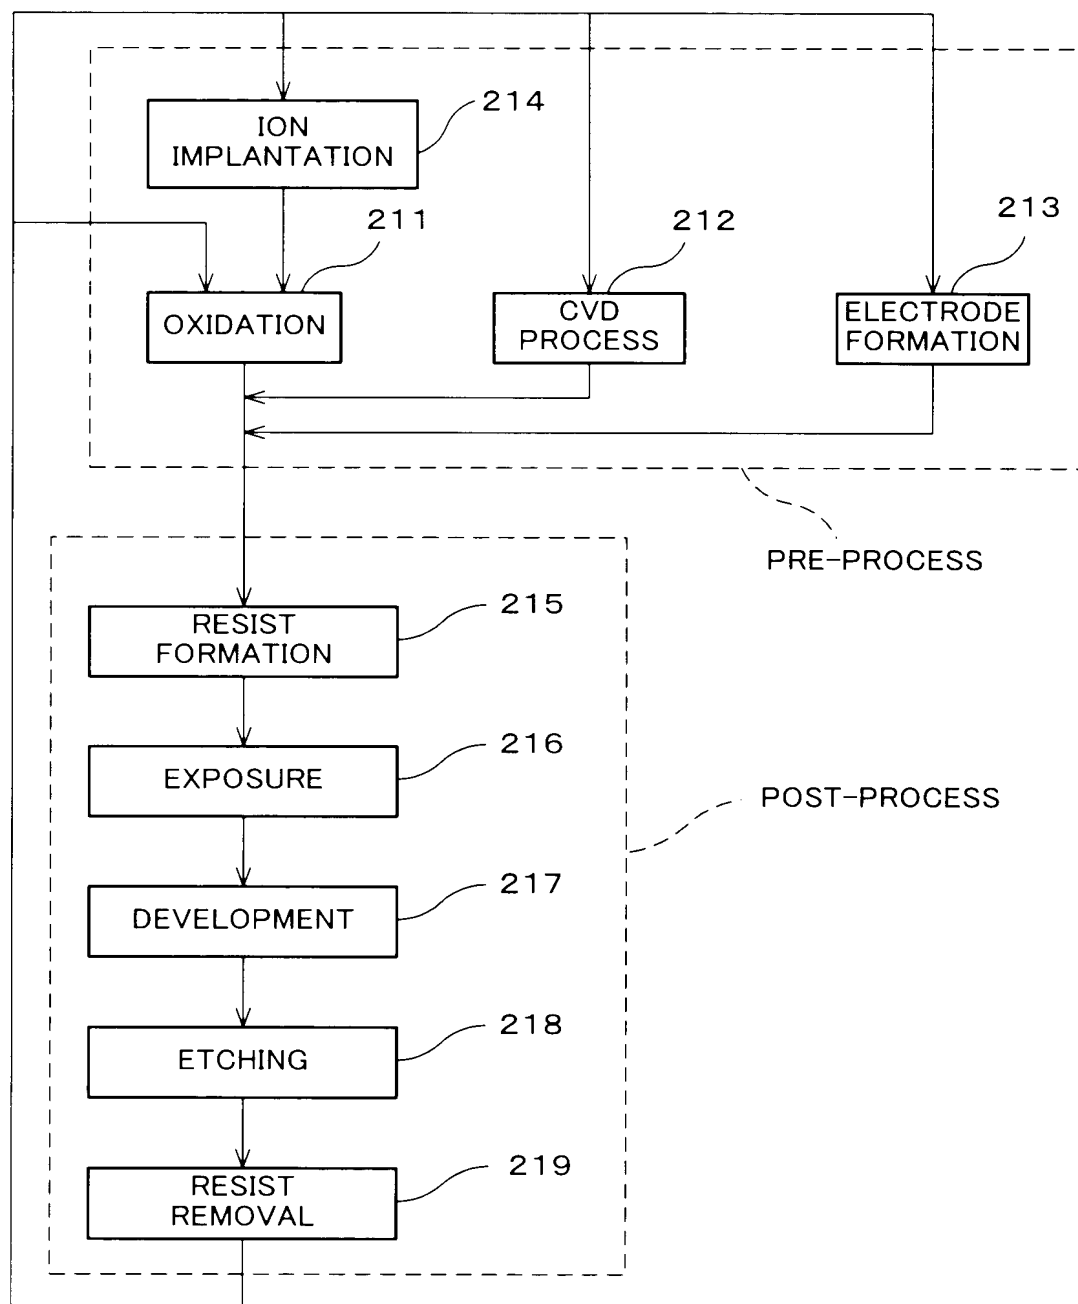 214
ION
IMPLANTATION
211
212
213
OXIDATION
CVD
PROCESS
ELECTRODE
FORMATION
PRE-PROCESS
215
RESIST
FORMATION
216
EXPOSURE
POST-PROCESS
217
DEVELOPMENT
218
ETCHING
219
RESIST
REMOVAL